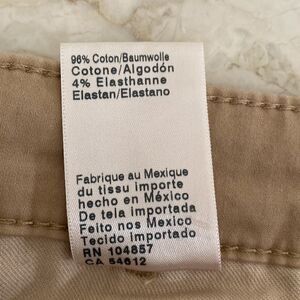 96% Coton/Baumwolle
Cotone/Algodón
4% Elasthanne
Elastan/Elastano
Fabrique au Mexique
du tissu importe
hecho en México
De tela importada
Feito nos Mexico
Tecido importado
RN 104857
CA 54612